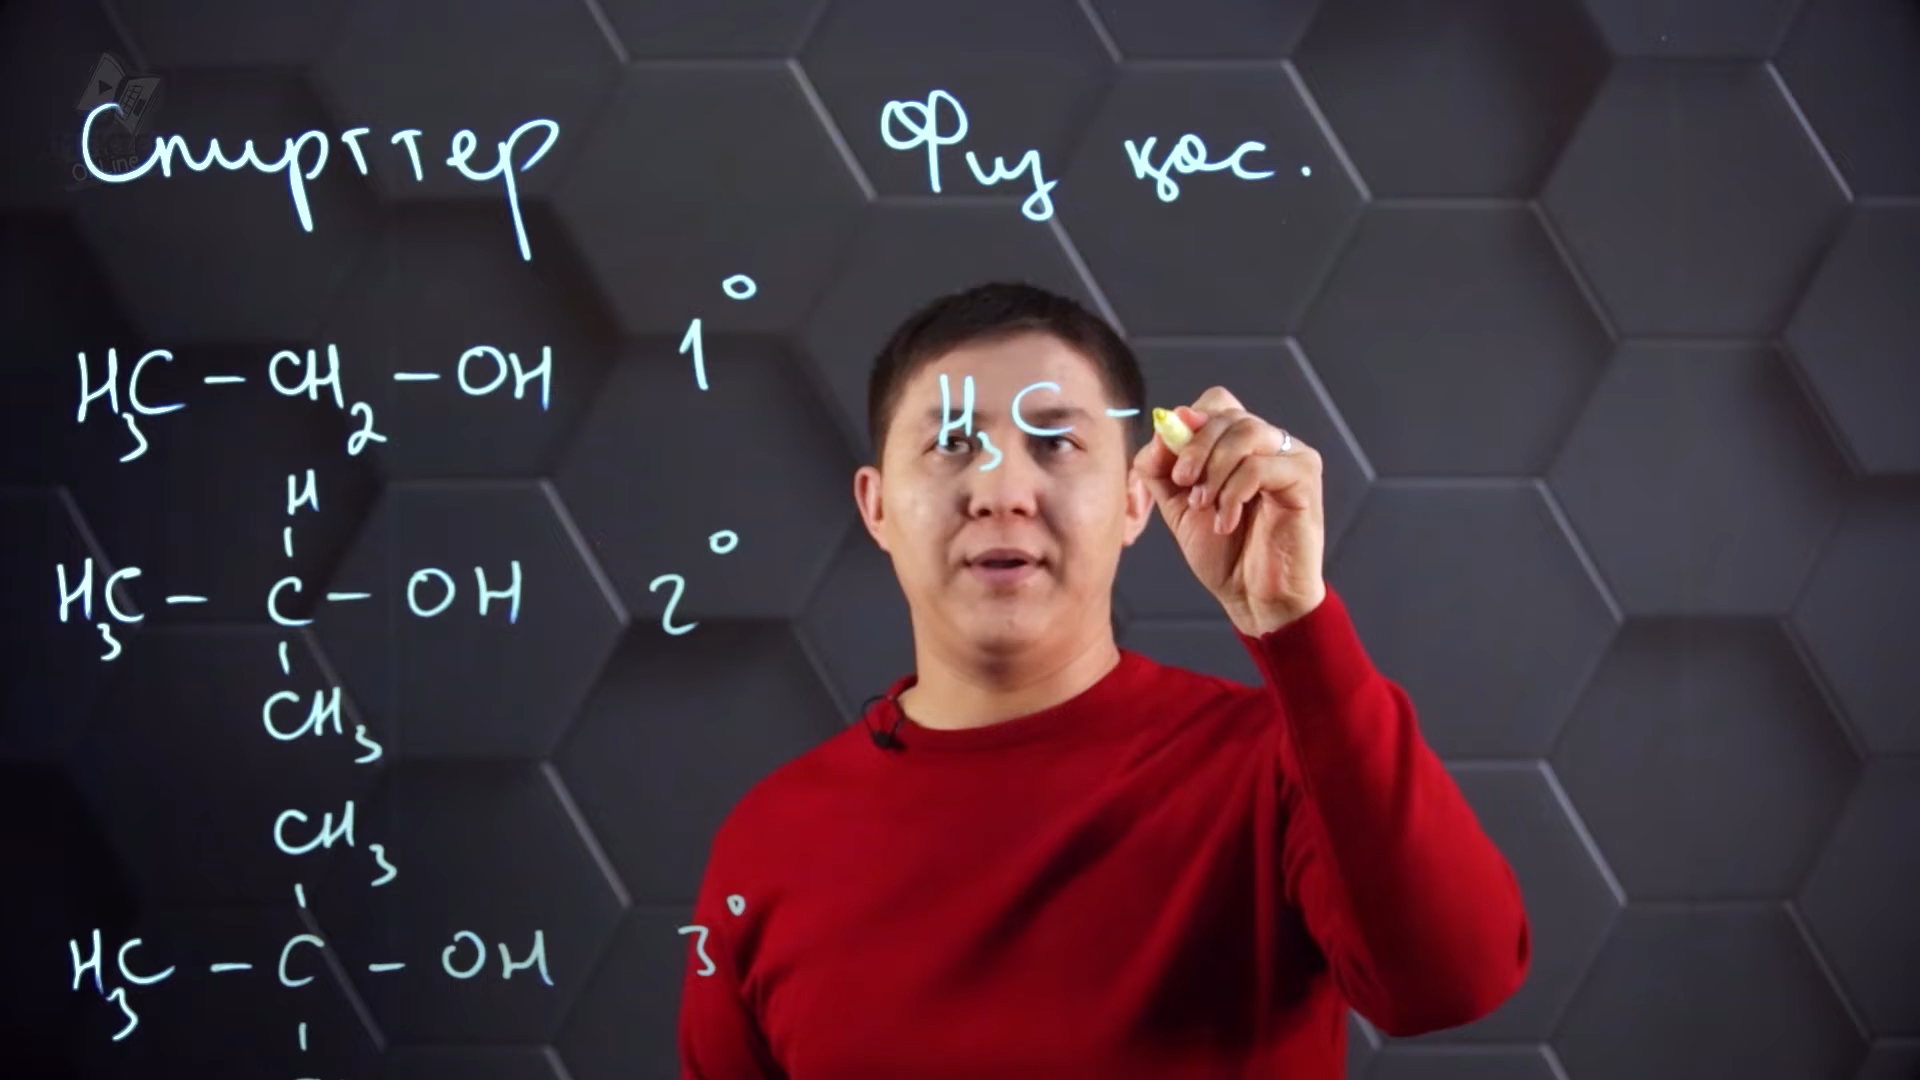 Спирттер
Физ қас.
H₃C – CH₂ – OH 1°
H
H₃C – C – OH 2°
CH₃
CH₃
H₃C – C – OH 3°
H₃C –